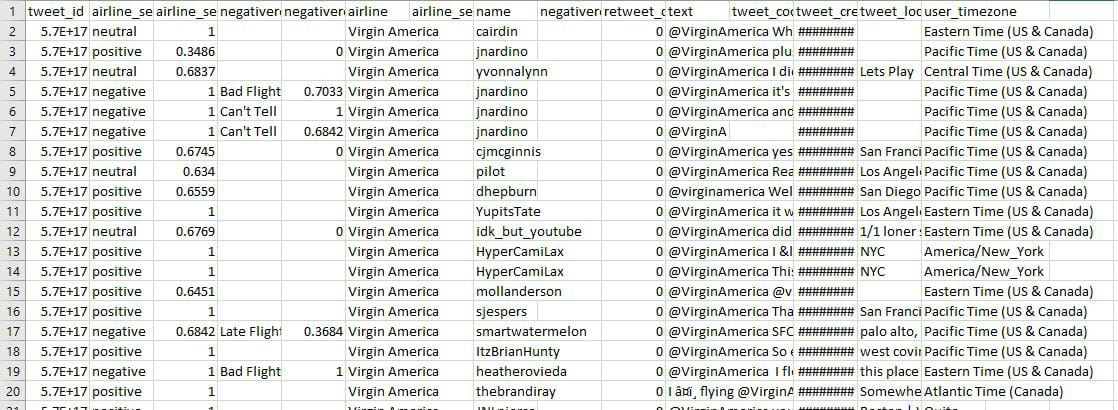 1 tweet_id airline_se airline_se negativere negativere airline airline_se name negativere retweet_c text tweet_coo tweet_cre tweet_loc user_timezone
2 5.7E+17 neutral 1 Virgin America cairdin 0 @VirginAmerica Wh ######## Eastern Time (US & Canada)
3 5.7E+17 positive 0.3486 0 Virgin America jnardino 0 @VirginAmerica plu ######## Pacific Time (US & Canada)
4 5.7E+17 neutral 0.6837 Virgin America yvonnalynn 0 @VirginAmerica I di ######## Lets Play Central Time (US & Canada)
5 5.7E+17 negative 1 Bad Flight 0.7033 Virgin America jnardino 0 @VirginAmerica it's ######## Pacific Time (US & Canada)
6 5.7E+17 negative 1 Can't Tell 1 Virgin America jnardino 0 @VirginAmerica and ######## Pacific Time (US & Canada)
7 5.7E+17 negative 1 Can't Tell 0.6842 Virgin America jnardino 0 @VirginA ######## Pacific Time (US & Canada)
8 5.7E+17 positive 0.6745 0 Virgin America cjmcginnis 0 @VirginAmerica yes ######## San Franci Pacific Time (US & Canada)
9 5.7E+17 neutral 0.634 Virgin America pilot 0 @VirginAmerica Rea ######## Los Angel Pacific Time (US & Canada)
10 5.7E+17 positive 0.6559 Virgin America dhepburn 0 @virginamerica Wel ######## San Diego Pacific Time (US & Canada)
11 5.7E+17 positive 1 Virgin America YupitsTate 0 @VirginAmerica it w ######## Los Angel Eastern Time (US & Canada)
12 5.7E+17 neutral 0.6769 0 Virgin America idk_but_youtube 0 @VirginAmerica did ######## 1/1 loner Eastern Time (US & Canada)
13 5.7E+17 positive 1 Virgin America HyperCamiLax 0 @VirginAmerica I &l ######## NYC America/New_York
14 5.7E+17 positive 1 Virgin America HyperCamiLax 0 @VirginAmerica This ######## NYC America/New_York
15 5.7E+17 positive 0.6451 Virgin America mollanderson 0 @VirginAmerica @v ######## Eastern Time (US & Canada)
16 5.7E+17 positive 1 Virgin America sjespers 0 @VirginAmerica Tha ######## San Franci Pacific Time (US & Canada)
17 5.7E+17 negative 0.6842 Late Flight 0.3684 Virgin America smartwatermelon 0 @VirginAmerica SFO ######## palo alto, Pacific Time (US & Canada)
18 5.7E+17 positive 1 Virgin America ItzBrianHunty 0 @VirginAmerica So ######## west covi Pacific Time (US & Canada)
19 5.7E+17 negative 1 Bad Flight 1 Virgin America heatherovieda 0 @VirginAmerica I fl ######## this place Eastern Time (US & Canada)
20 5.7E+17 positive 1 Virgin America thebrandiray 0 I flying @VirginA ######## Somewhe Atlantic Time (Canada)